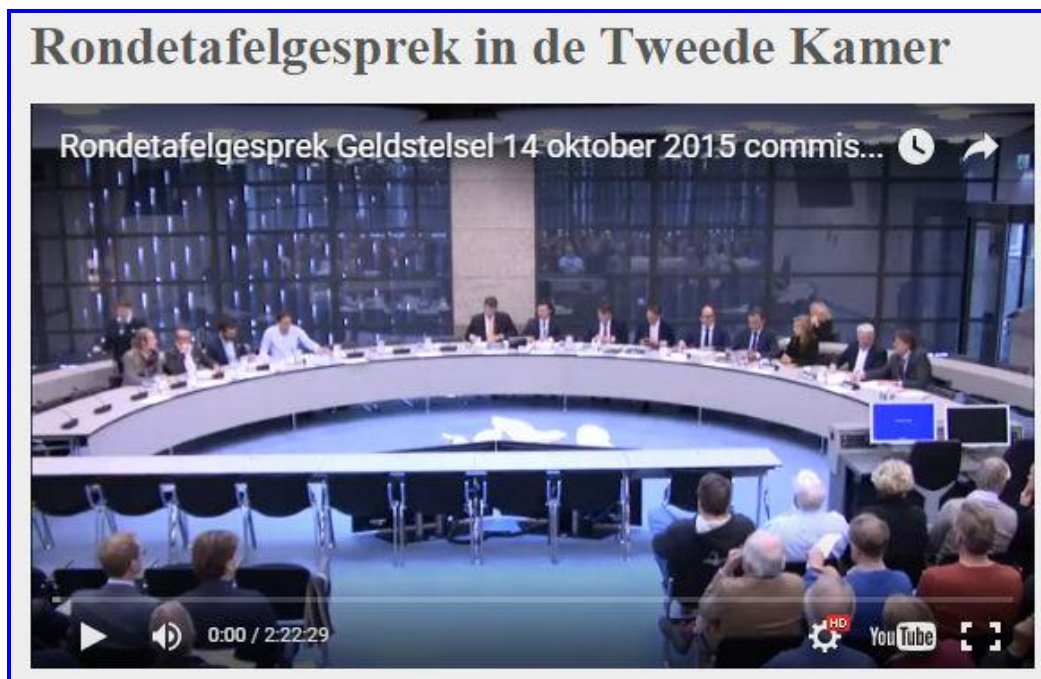 Rondetafelgesprek in de Tweede Kamer
Rondetafelgesprek Geldstelsel 14 oktober 2015 commis...
0:00 / 2:22:29
HD
YouTube